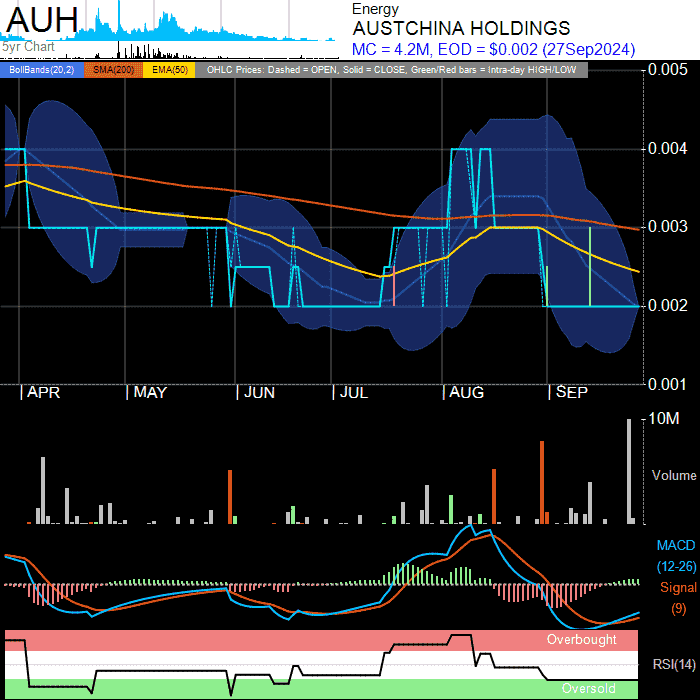 AUH
5yr Chart
Energy
AUSTCHINA HOLDINGS
MC = 4.2M, EOD = $0.002 (27Sep2024)
BollBands(20,2) SMA(200) EMA(50) OHLC Prices: Dashed = OPEN, Solid = CLOSE, Green/Red bars = Intra-day HIGH/LOW
0.005
0.004
0.003
0.002
0.001
| APR | MAY | JUN | JUL | AUG | SEP
10M
Volume
MACD
(12-26)
Signal
(9)
Overbought
RSI(14)
Oversold